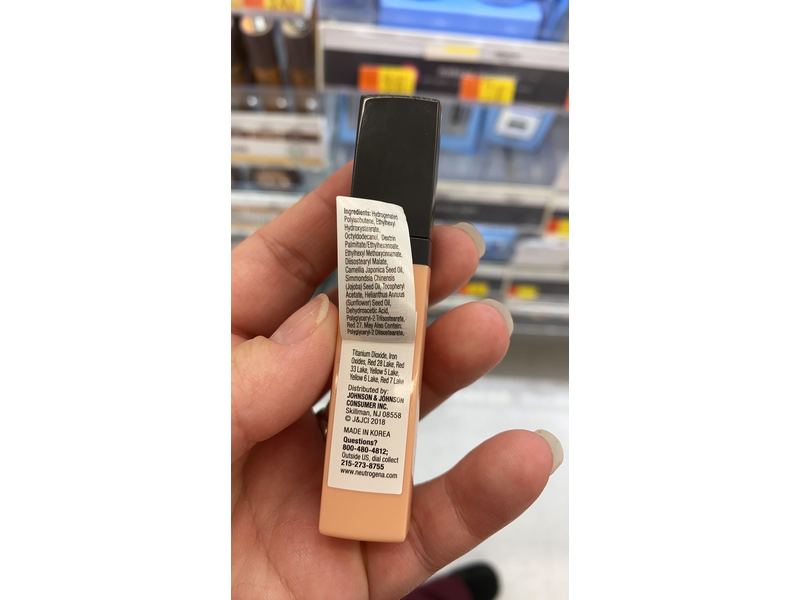 Ingredients: Hydrogenated
Polyisobutene, Ethylhexyl
Hydroxystearate,
Octyldodecanol, Dextrin
Palmitate/Ethylhexanoate,
Ethylhexyl Methoxycinnamate,
Diisostearyl Malate,
Camellia Japonica Seed Oil,
Simmondsia Chinensis
(Jojoba) Seed Oil, Tocopheryl
Acetate, Helianthus Annuus
(Sunflower) Seed Oil,
Dehydroacetic Acid,
Polyglyceryl-2 Triisostearate,
Red 27. May Also Contain:
Polyglyceryl-2 Diisostearate,
Titanium Dioxide, Iron
Oxides, Red 28 Lake, Red
33 Lake, Yellow 5 Lake,
Yellow 6 Lake, Red 7 Lake
Distributed by:
JOHNSON & JOHNSON
CONSUMER INC.
Skillman, NJ 08558
© J&JCI 2018
MADE IN KOREA
Questions?
800-480-4812;
Outside US, dial collect
215-273-8755
www.neutrogena.com